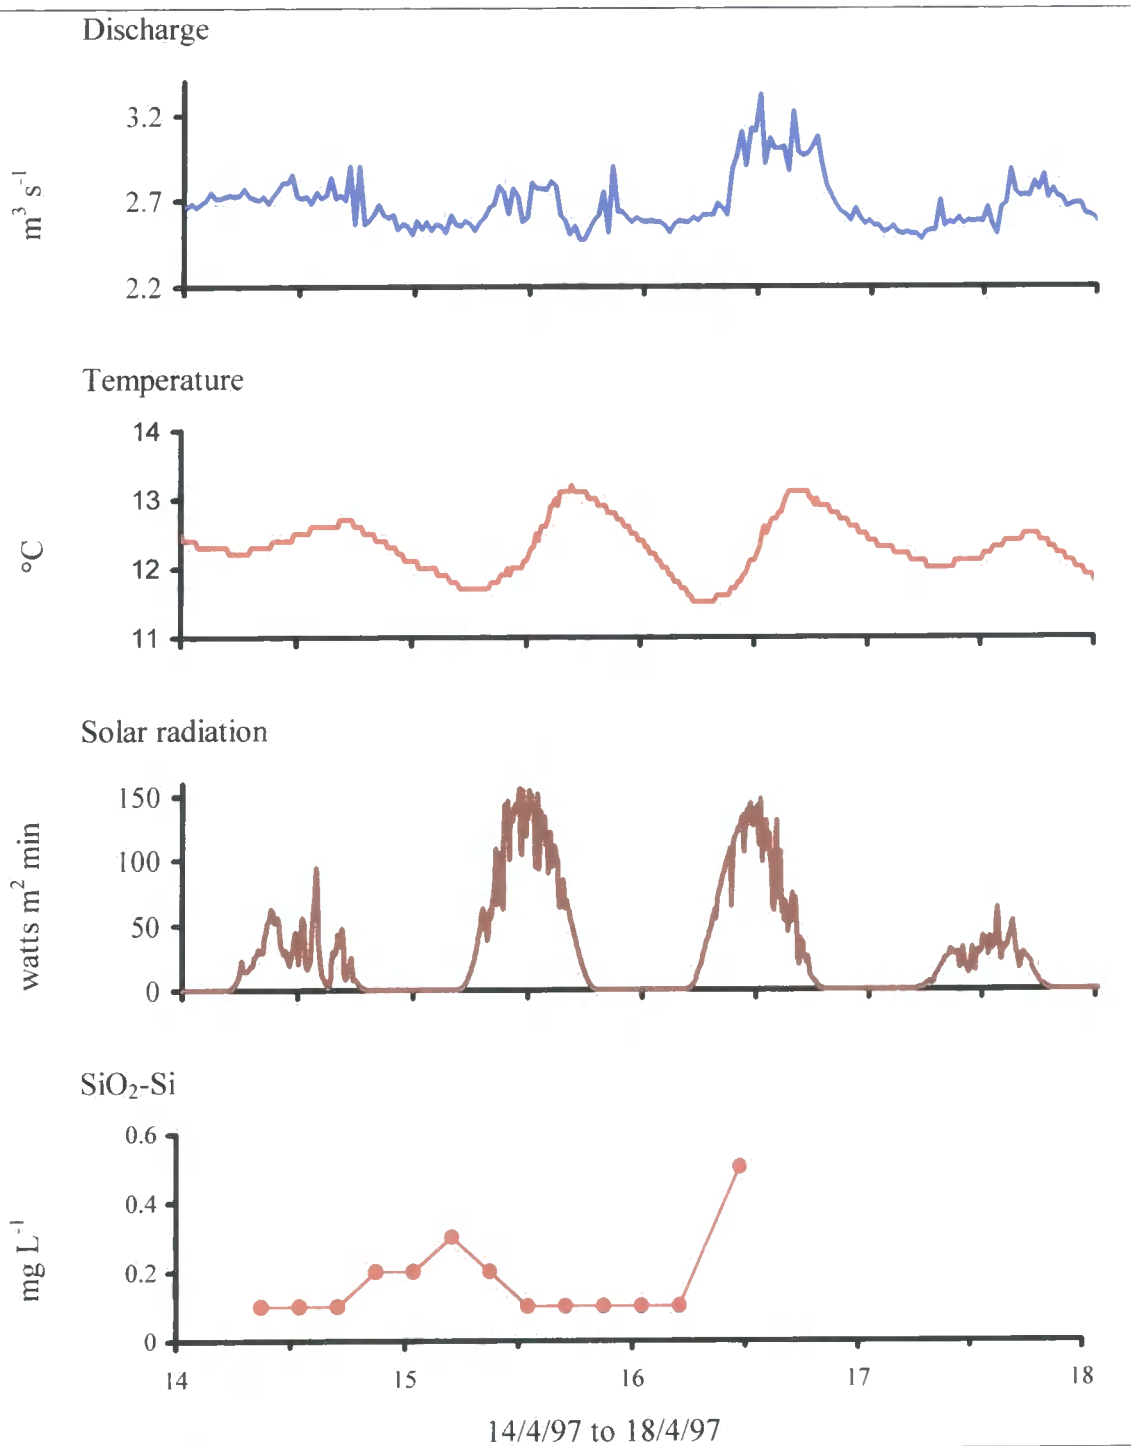 Discharge
3.2
2.7
2.2
m³ s⁻¹
Temperature
14
13
12
11
°C
Solar radiation
150
100
50
0
watts m² min
SiO₂-Si
0.6
0.4
0.2
0
mg L⁻¹
14 15 16 17 18
14/4/97 to 18/4/97